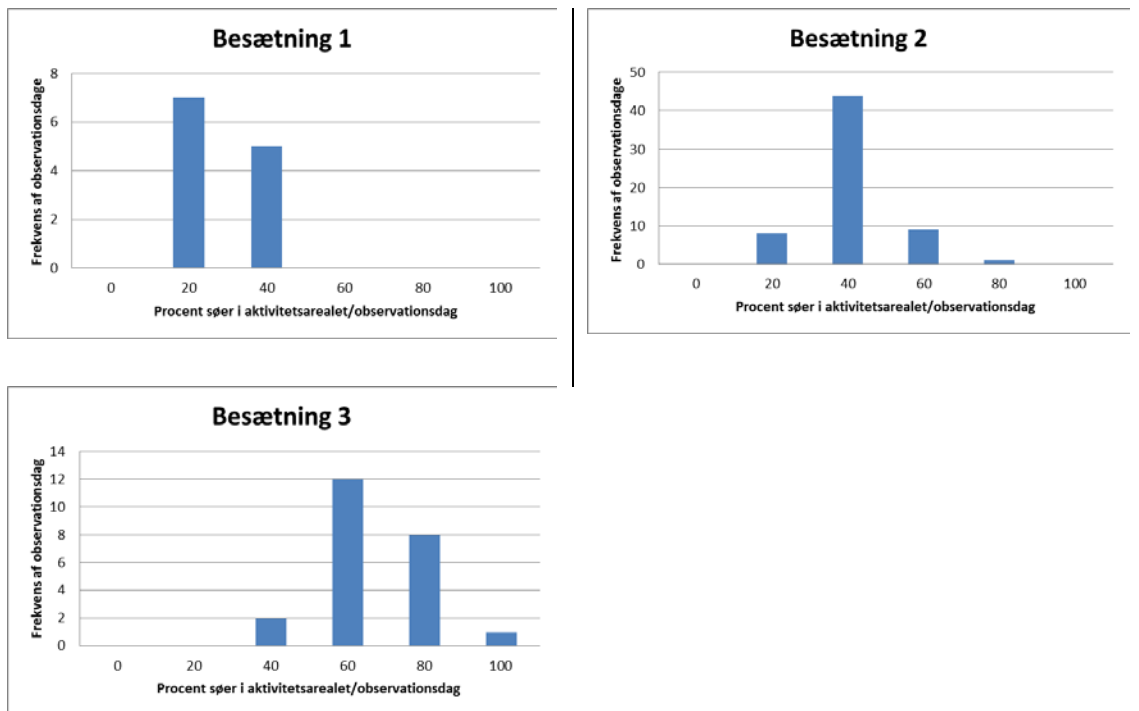 Besætning 1
Frekvens af observationsdage
8
6
4
2
0
0 20 40 60 80 100
Procent søer i aktivitetsarealet/observationsdag
Besætning 2
Frekvens af observationsdage
50
40
30
20
10
0
0 20 40 60 80 100
Procent søer i aktivitetsarealet/observationsdag
Besætning 3
Frekvens af observationsdag
14
12
10
8
6
4
2
0
0 20 40 60 80 100
Procent søer i aktivitetsarealet/observationsdag